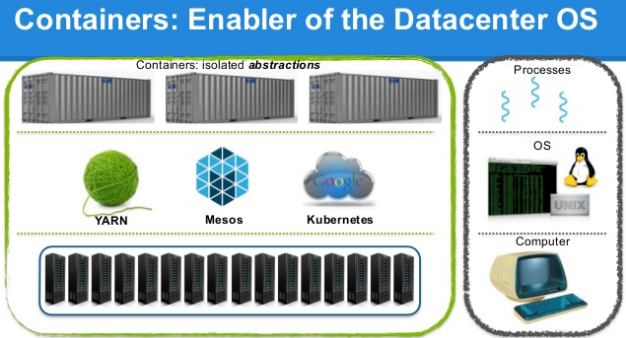 Containers: Enabler of the Datacenter OS
Containers: isolated abstractions
YARN
Mesos
Google
Kubernetes
Processes
OS
UNIX
Computer